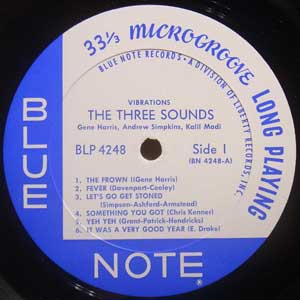 33⅓ MICROGROOVE LONG PLAYING
BLUE NOTE RECORDS • A DIVISION OF LIBERTY RECORDS, INC.
VIBRATIONS
THE THREE SOUNDS
Gene Harris, Andrew Simpkins, Kalil Madi
BLP 4248 Side 1
(BN 4248-A)
1. THE FROWN (Gene Harris)
2. FEVER (Davenport-Cooley)
3. LET'S GO GET STONED
(Simpson-Ashford-Armstead)
4. SOMETHING YOU GOT (Chris Kenner)
5. YEH YEH (Grant-Patrick-Hendricks)
6. IT WAS A VERY GOOD YEAR (E. Drake)
BLUE
NOTE
®